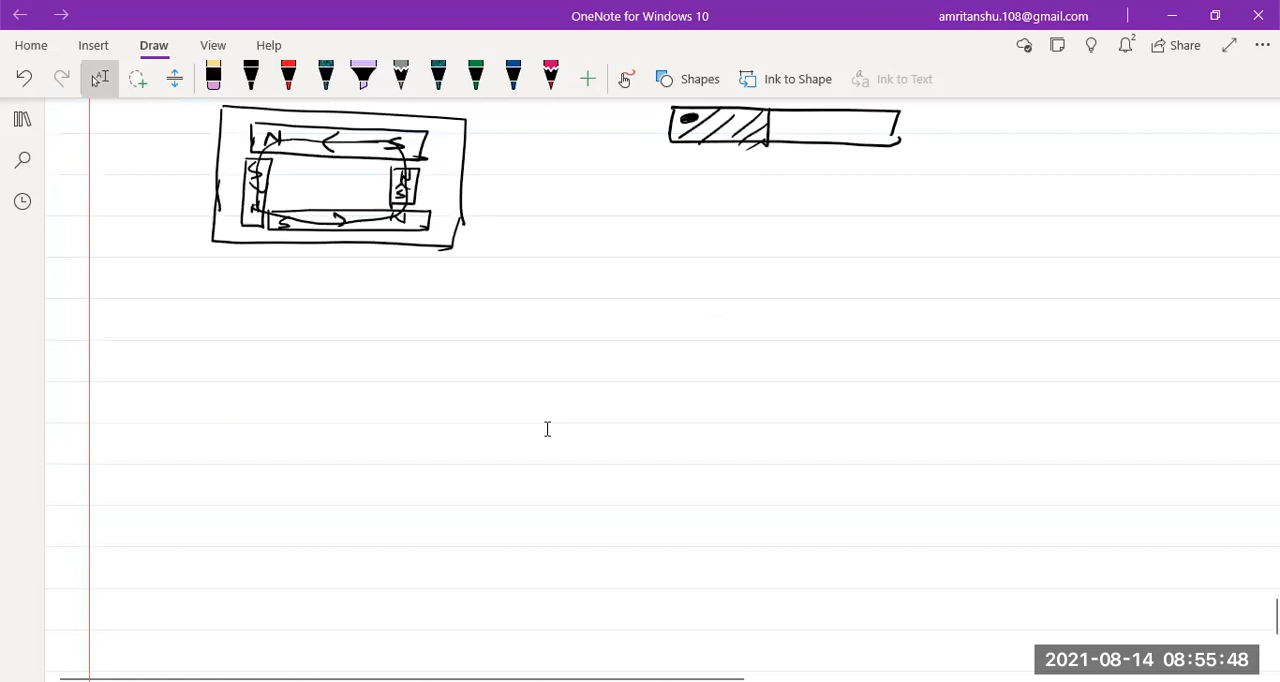 OneNote for Windows 10
amritanshu.108@gmail.com
Home
Insert
Draw
View
Help
2
Share
Shapes
Ink to Shape
Ink to Text
S
S
N
S
2021-08-14 08:55:48